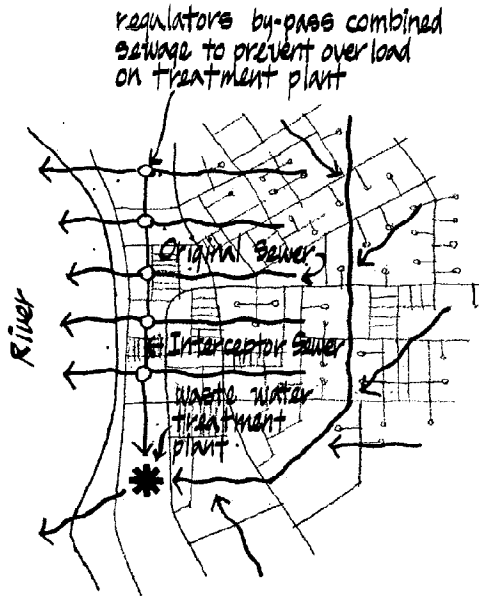 regulators by-pass combined
sewage to prevent overload
on treatment plant
Original Sewer
River
Interceptor Sewer
waste water
treatment
plant